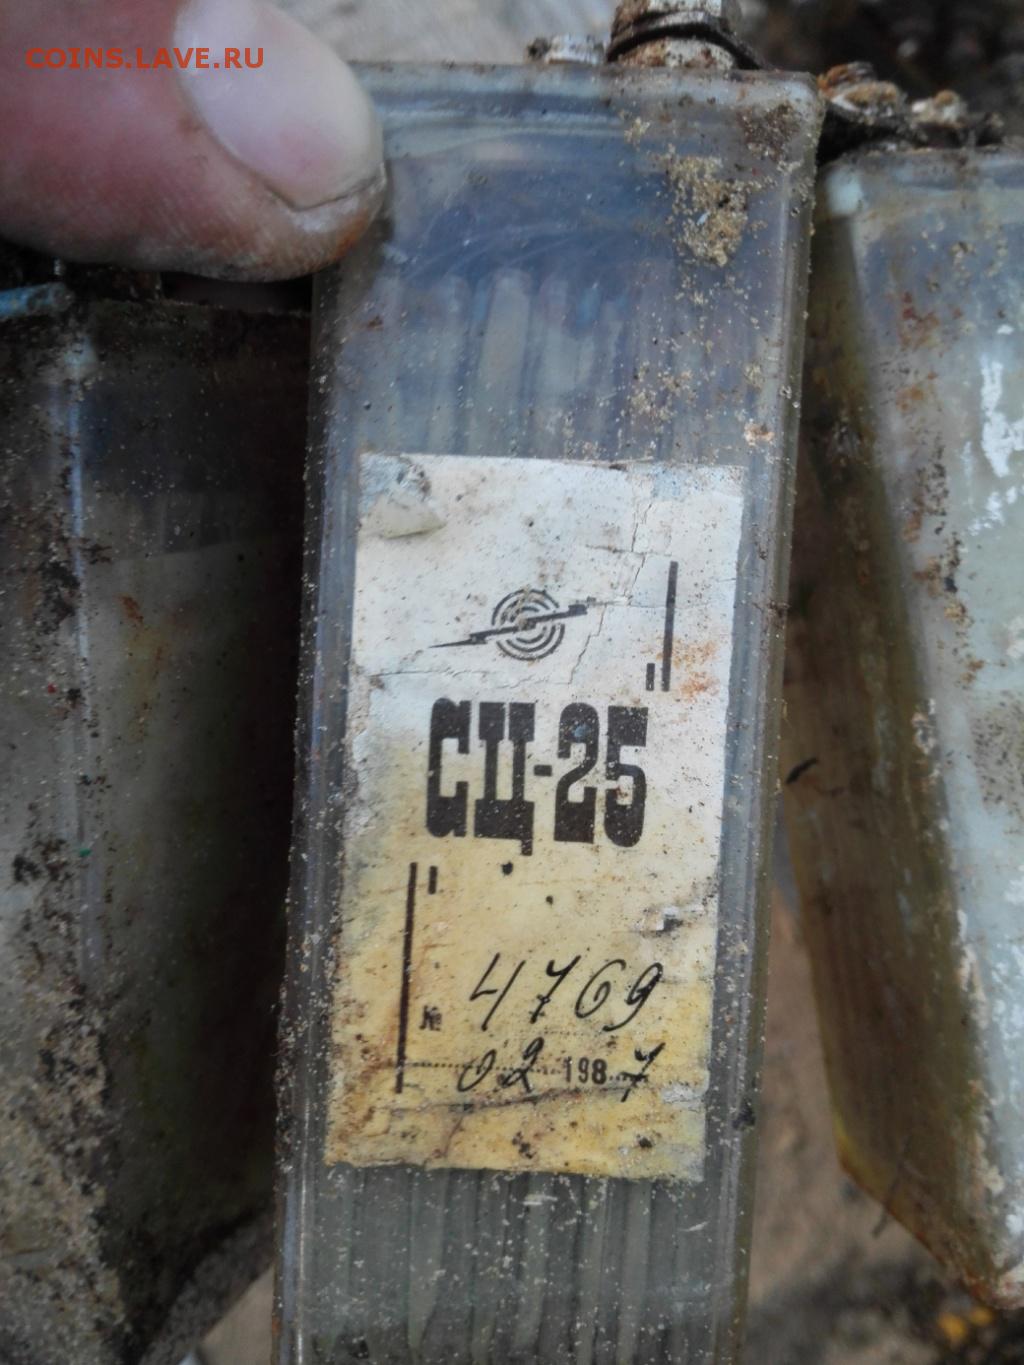 COINS.LAVE.RU
СЦ-25
№ 4769
02 1987